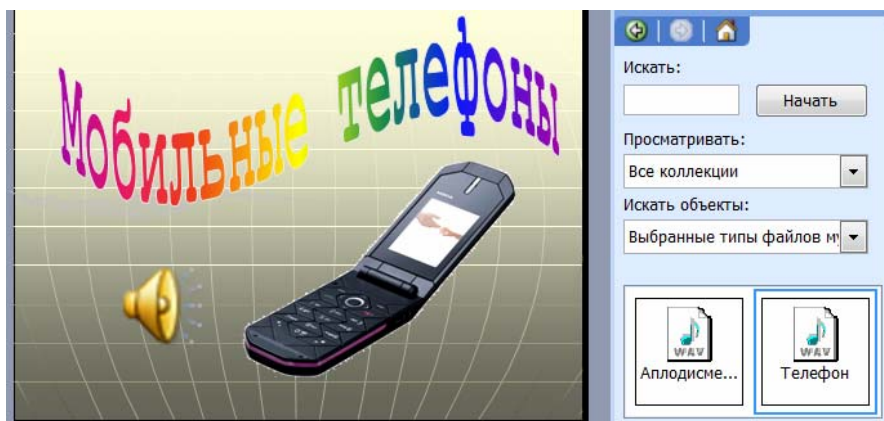 Мобильные телефоны
Искать:
Начать
Просматривать:
Все коллекции
Искать объекты:
Выбранные типы файлов му
WAV
Аплодисме...
WAV
Телефон